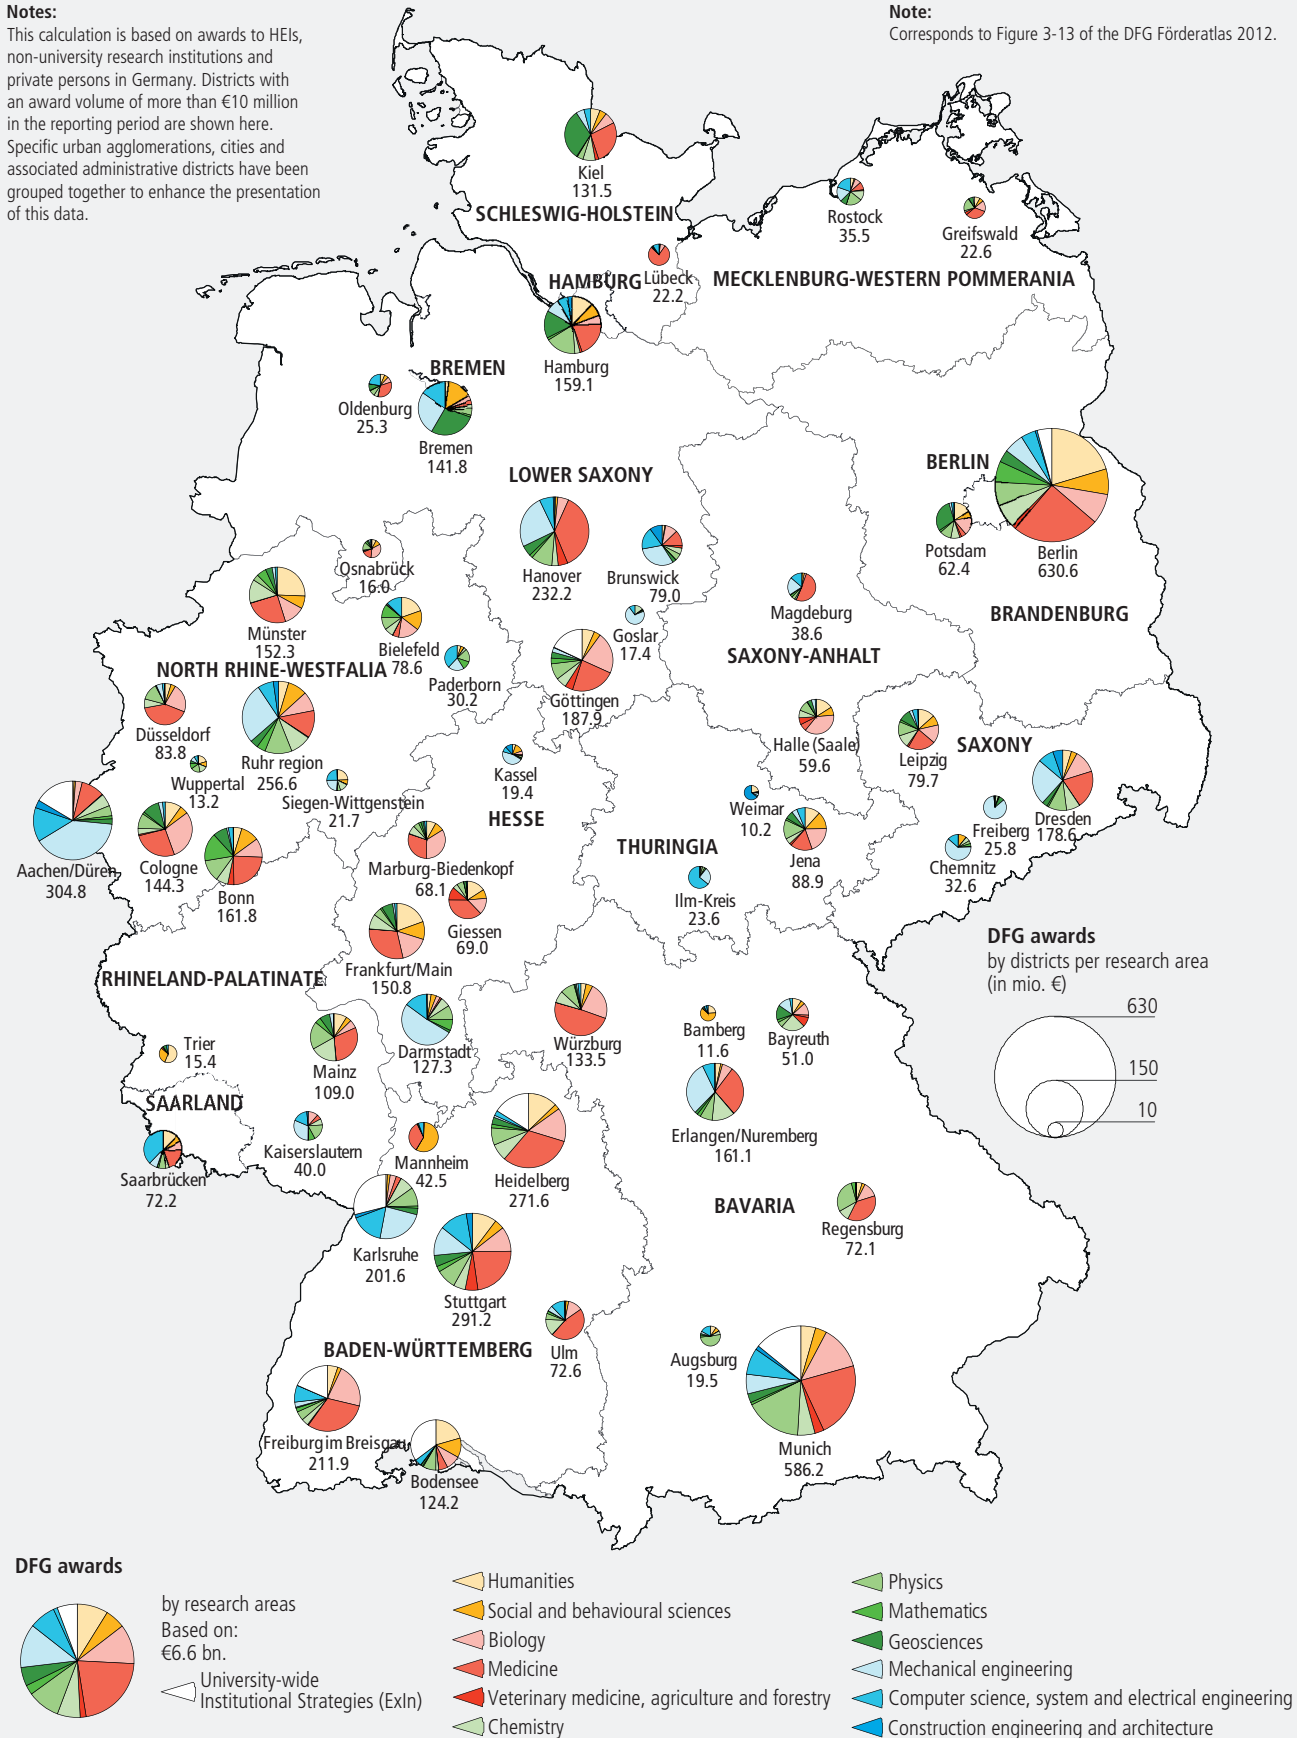 Notes:
This calculation is based on awards to HEIs,
non-university research institutions and
private persons in Germany. Districts with
an award volume of more than €10 million
in the reporting period are shown here.
Specific urban agglomerations, cities and
associated administrative districts have been
grouped together to enhance the presentation
of this data.
Note:
Corresponds to Figure 3-13 of the DFG Förderatlas 2012.
Kiel
131.5
SCHLESWIG-HOLSTEIN
Rostock
35.5
Greifswald
22.6
Lübeck
22.2
MECKLENBURG-WESTERN POMMERANIA
HAMBURG
Hamburg
159.1
BREMEN
Oldenburg
25.3
Bremen
141.8
LOWER SAXONY
BERLIN
Potsdam
62.4
Berlin
630.6
BRANDENBURG
Hanover
232.2
Brunswick
79.0
Osnabrück
16.0
Münster
152.3
Bielefeld
78.6
Goslar
17.4
Magdeburg
38.6
SAXONY-ANHALT
NORTH RHINE-WESTFALIA
Paderborn
30.2
Göttingen
187.9
Düsseldorf
83.8
Ruhr region
256.6
Wuppertal
13.2
Siegen-Wittgenstein
21.7
Kassel
19.4
HESSE
Halle (Saale)
59.6
Leipzig
79.7
SAXONY
Dresden
178.6
Freiberg
25.8
Chemnitz
32.6
Weimar
10.2
Jena
88.9
THURINGIA
Ilm-Kreis
23.6
Aachen/Düren
304.8
Cologne
144.3
Bonn
161.8
Marburg-Biedenkopf
68.1
Giessen
69.0
Frankfurt/Main
150.8
RHINELAND-PALATINATE
DFG awards
by districts per research area
(in mio. €)
630
150
10
Trier
15.4
Mainz
109.0
Darmstadt
127.3
Würzburg
133.5
Bamberg
11.6
Bayreuth
51.0
SAARLAND
Saarbrücken
72.2
Kaiserslautern
40.0
Mannheim
42.5
Heidelberg
271.6
Erlangen/Nuremberg
161.1
BAVARIA
Regensburg
72.1
Karlsruhe
201.6
Stuttgart
291.2
BADEN-WÜRTTEMBERG
Ulm
72.6
Augsburg
19.5
Munich
586.2
Freiburg im Breisgau
211.9
Bodensee
124.2
DFG awards
by research areas
Based on:
€6.6 bn.
University-wide
Institutional Strategies (ExIn)
Humanities
Social and behavioural sciences
Biology
Medicine
Veterinary medicine, agriculture and forestry
Chemistry
Physics
Mathematics
Geosciences
Mechanical engineering
Computer science, system and electrical engineering
Construction engineering and architecture